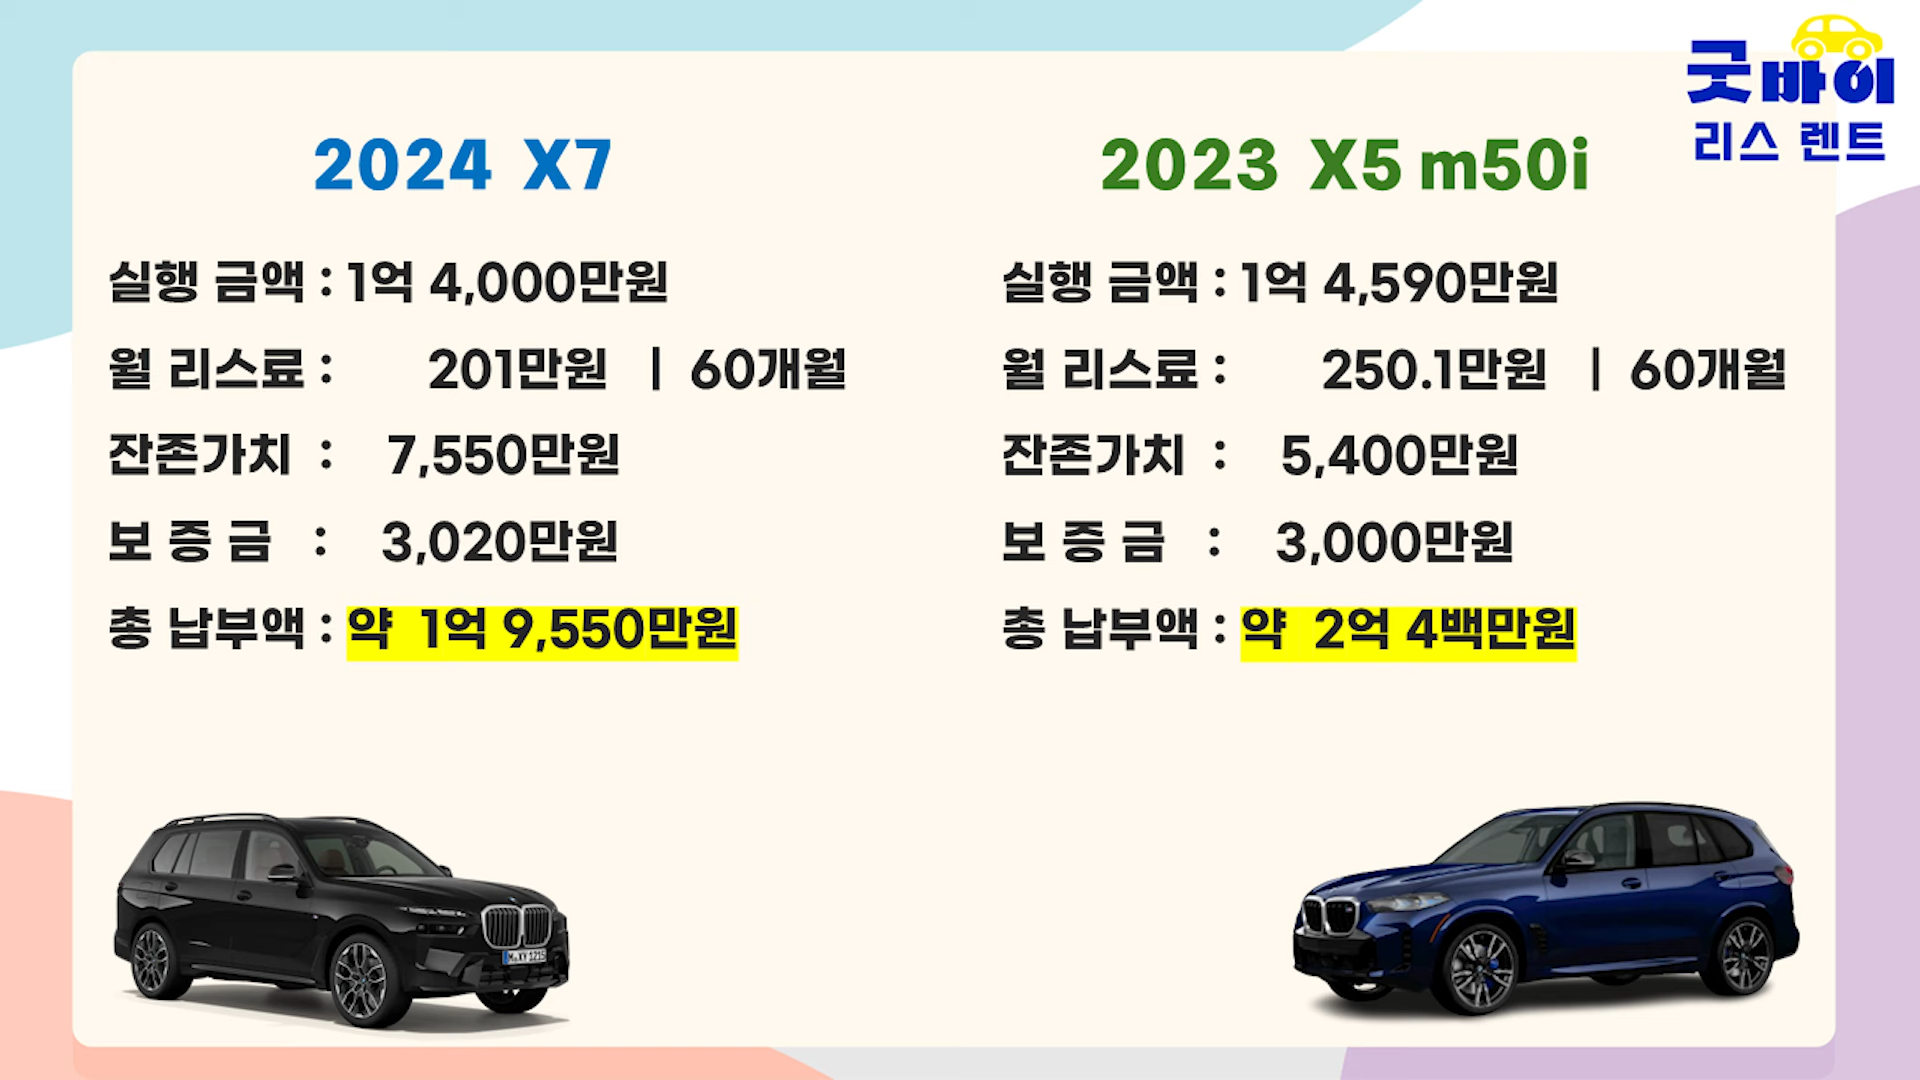 굿바이
리스 렌트
2024 X7
실행 금액 : 1억 4,000만원
월 리스료 : 201만원 | 60개월
잔존가치 : 7,550만원
보 증 금 : 3,020만원
총 납부액 : 약 1억 9,550만원
2023 X5 m50i
실행 금액 : 1억 4,590만원
월 리스료 : 250.1만원 | 60개월
잔존가치 : 5,400만원
보 증 금 : 3,000만원
총 납부액 : 약 2억 4백만원
M XY 1215